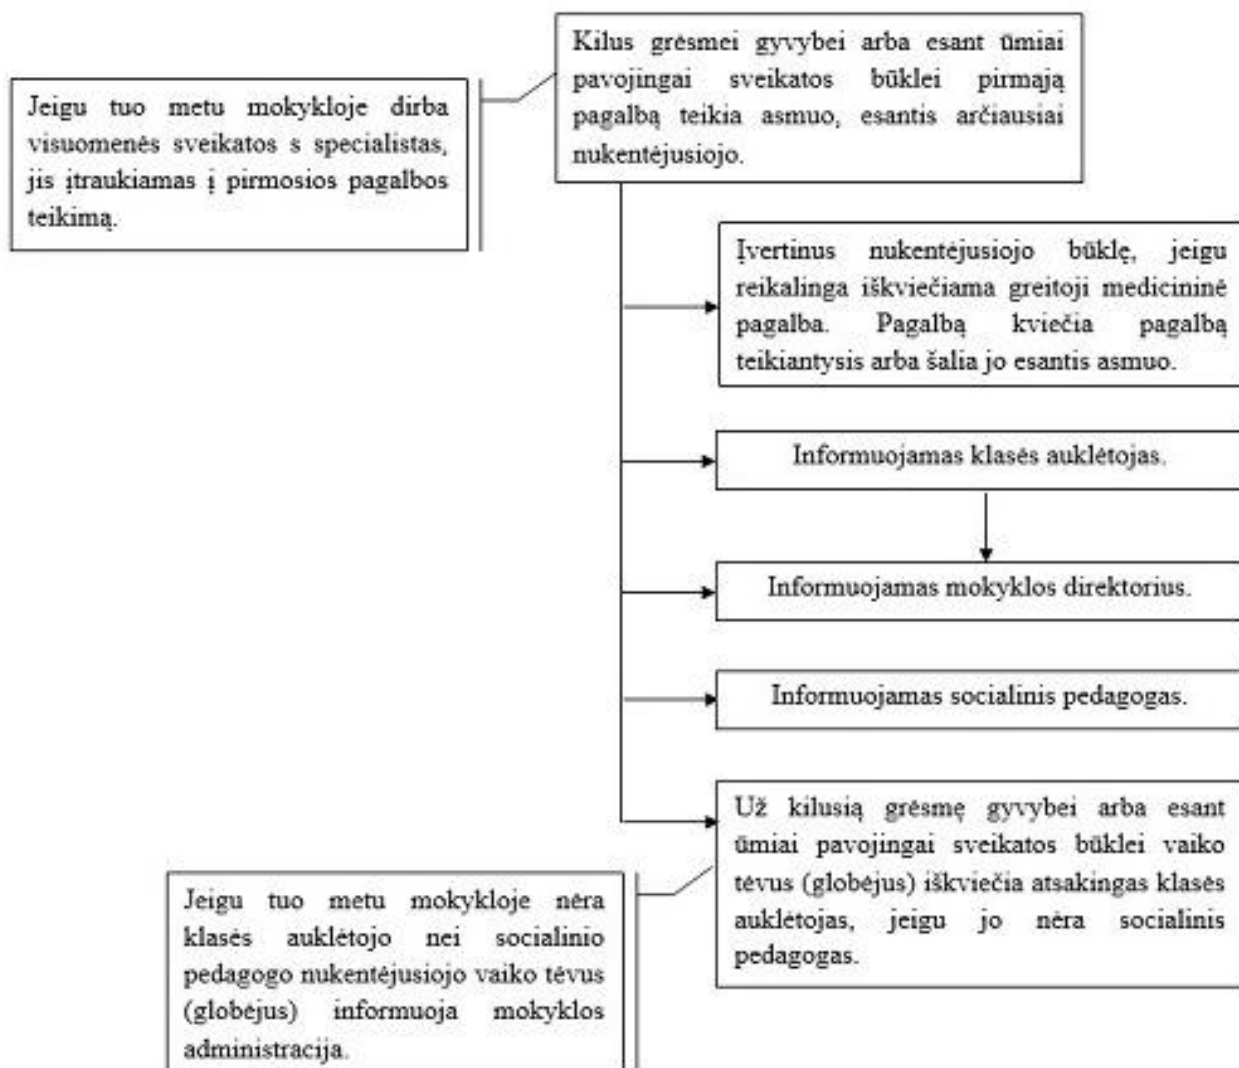 Kilus grėsmei gyvybei arba esant ūmiai
pavojingai sveikatos būklei pirmąją
pagalbą teikia asmuo, esantis arčiausiai
nukentėjusiojo.
Jeigu tuo metu mokykloje dirba
visuomenės sveikatos s specialistas,
jis įtraukiamas į pirmosios pagalbos
teikimą.
Įvertinus nukentėjusiojo būklę, jeigu
reikalinga iškviečiama greitoji medicininė
pagalba. Pagalbą kviečia pagalbą
teikiantysis arba šalia jo esantis asmuo.
Informuojamas klasės auklėtojas.
Informuojamas mokyklos direktorius.
Informuojamas socialinis pedagogas.
Už kilusią grėsmę gyvybei arba esant
ūmiai pavojingai sveikatos būklei vaiko
tėvus (globėjus) iškviečia atsakingas klasės
auklėtojas, jeigu jo nėra socialinis
pedagogas.
Jeigu tuo metu mokykloje nėra
klasės auklėtojo nei socialinio
pedagogo nukentėjusiojo vaiko tėvus
(globėjus) informuoja mokyklos
administracija.